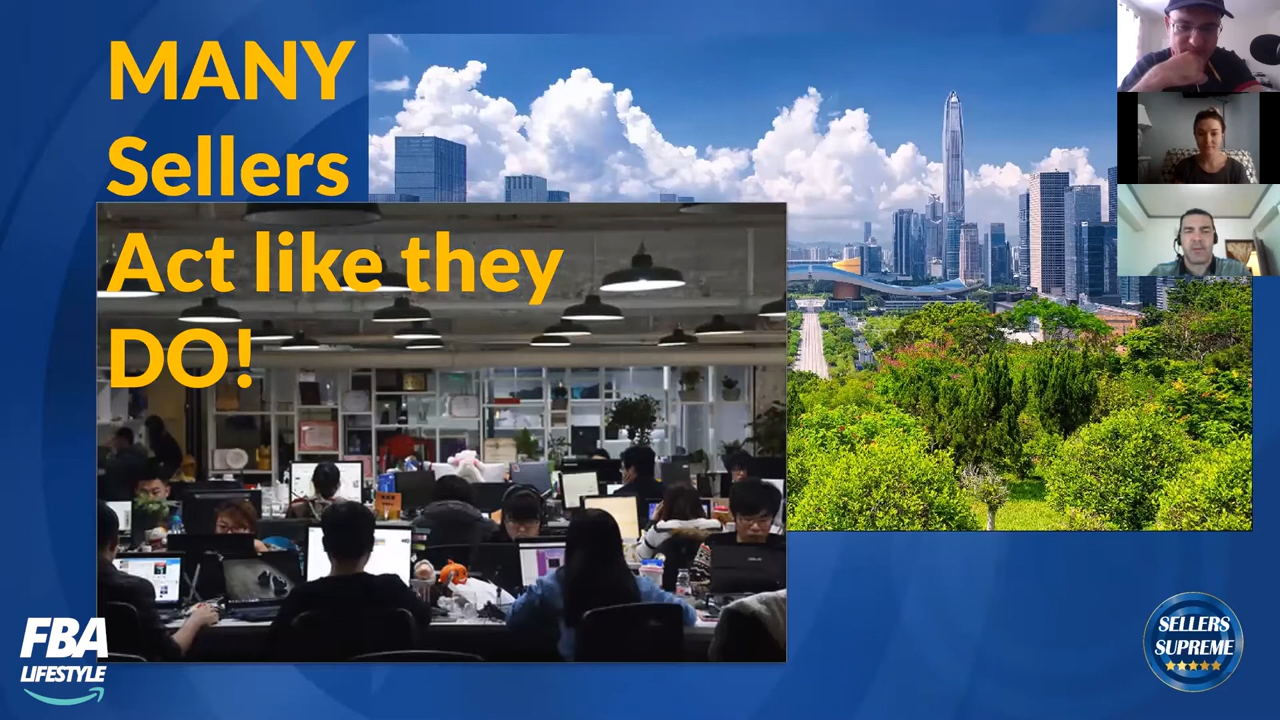 MANY
Sellers
Act like they
DO!
FBA
LIFESTYLE
SELLERS
SUPREME